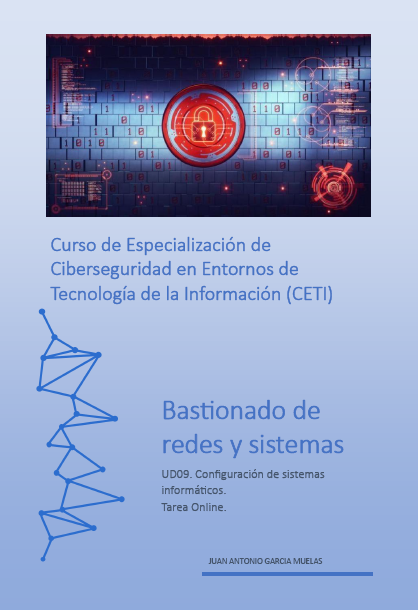 Curso de Especialización de
Ciberseguridad en Entornos de
Tecnología de la Información (CETI)
Bastionado de
redes y sistemas
UD09. Configuración de sistemas
informáticos.
Tarea Online.
JUAN ANTONIO GARCIA MUELAS